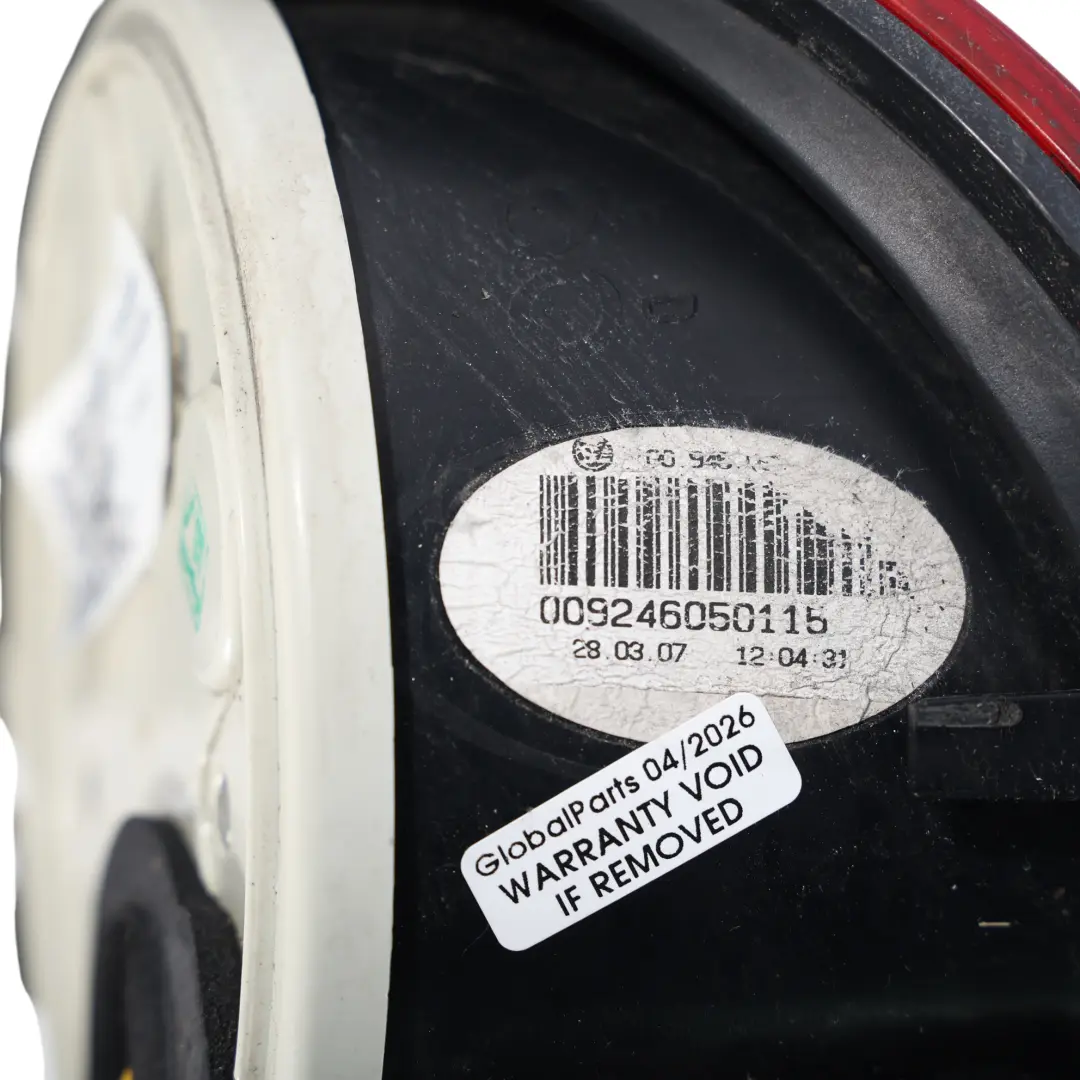 009246050115
28.03.07 12:04:31
GlobalParts 04/2026
WARRANTY VOID
IF REMOVED